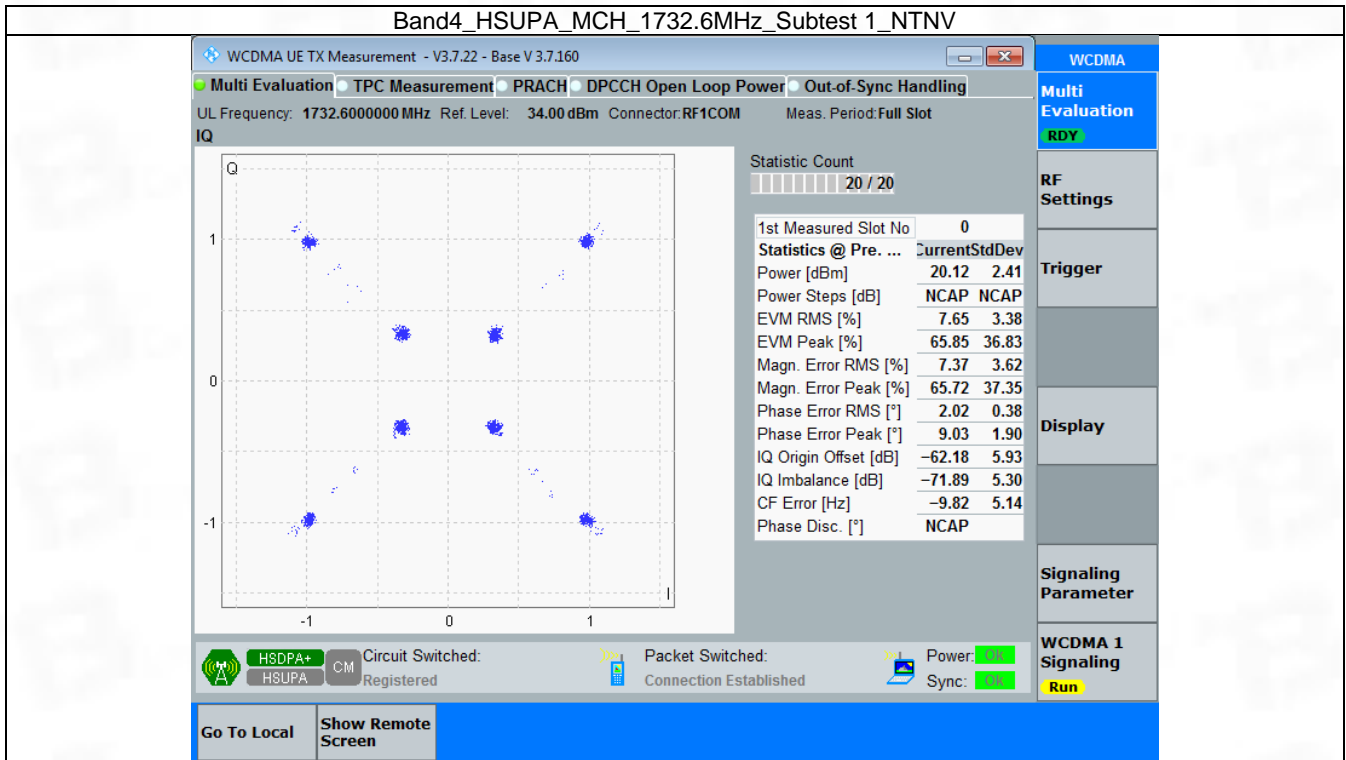 Band4_HSUPA_MCH_1732.6MHz_Subtest 1_NTNV
WCDMA UE TX Measurement - V3.7.22 - Base V 3.7.160
WCDMA
Multi Evaluation TPC Measurement PRACH DPCCH Open Loop Power Out-of-Sync Handling
UL Frequency: 1732.6000000 MHz Ref. Level: 34.00 dBm Connector: RF1COM Meas. Period: Full Slot
IQ
Q
1
0
-1
-1 0 1
I
Statistic Count
20 / 20
1st Measured Slot No 0
Statistics @ Pre. ... Current StdDev
Power [dBm] 20.12 2.41
Power Steps [dB] NCAP NCAP
EVM RMS [%] 7.65 3.38
EVM Peak [%] 65.85 36.83
Magn. Error RMS [%] 7.37 3.62
Magn. Error Peak [%] 65.72 37.35
Phase Error RMS [°] 2.02 0.38
Phase Error Peak [°] 9.03 1.90
IQ Origin Offset [dB] −62.18 5.93
IQ Imbalance [dB] −71.89 5.30
CF Error [Hz] −9.82 5.14
Phase Disc. [°] NCAP
Multi
Evaluation
RDY
RF
Settings
Trigger
Display
Signaling
Parameter
WCDMA 1
Signaling
Run
HSDPA+
HSUPA
CM
Circuit Switched:
Registered
Packet Switched:
Connection Established
Power: Ok
Sync: Ok
Go To Local
Show Remote
Screen